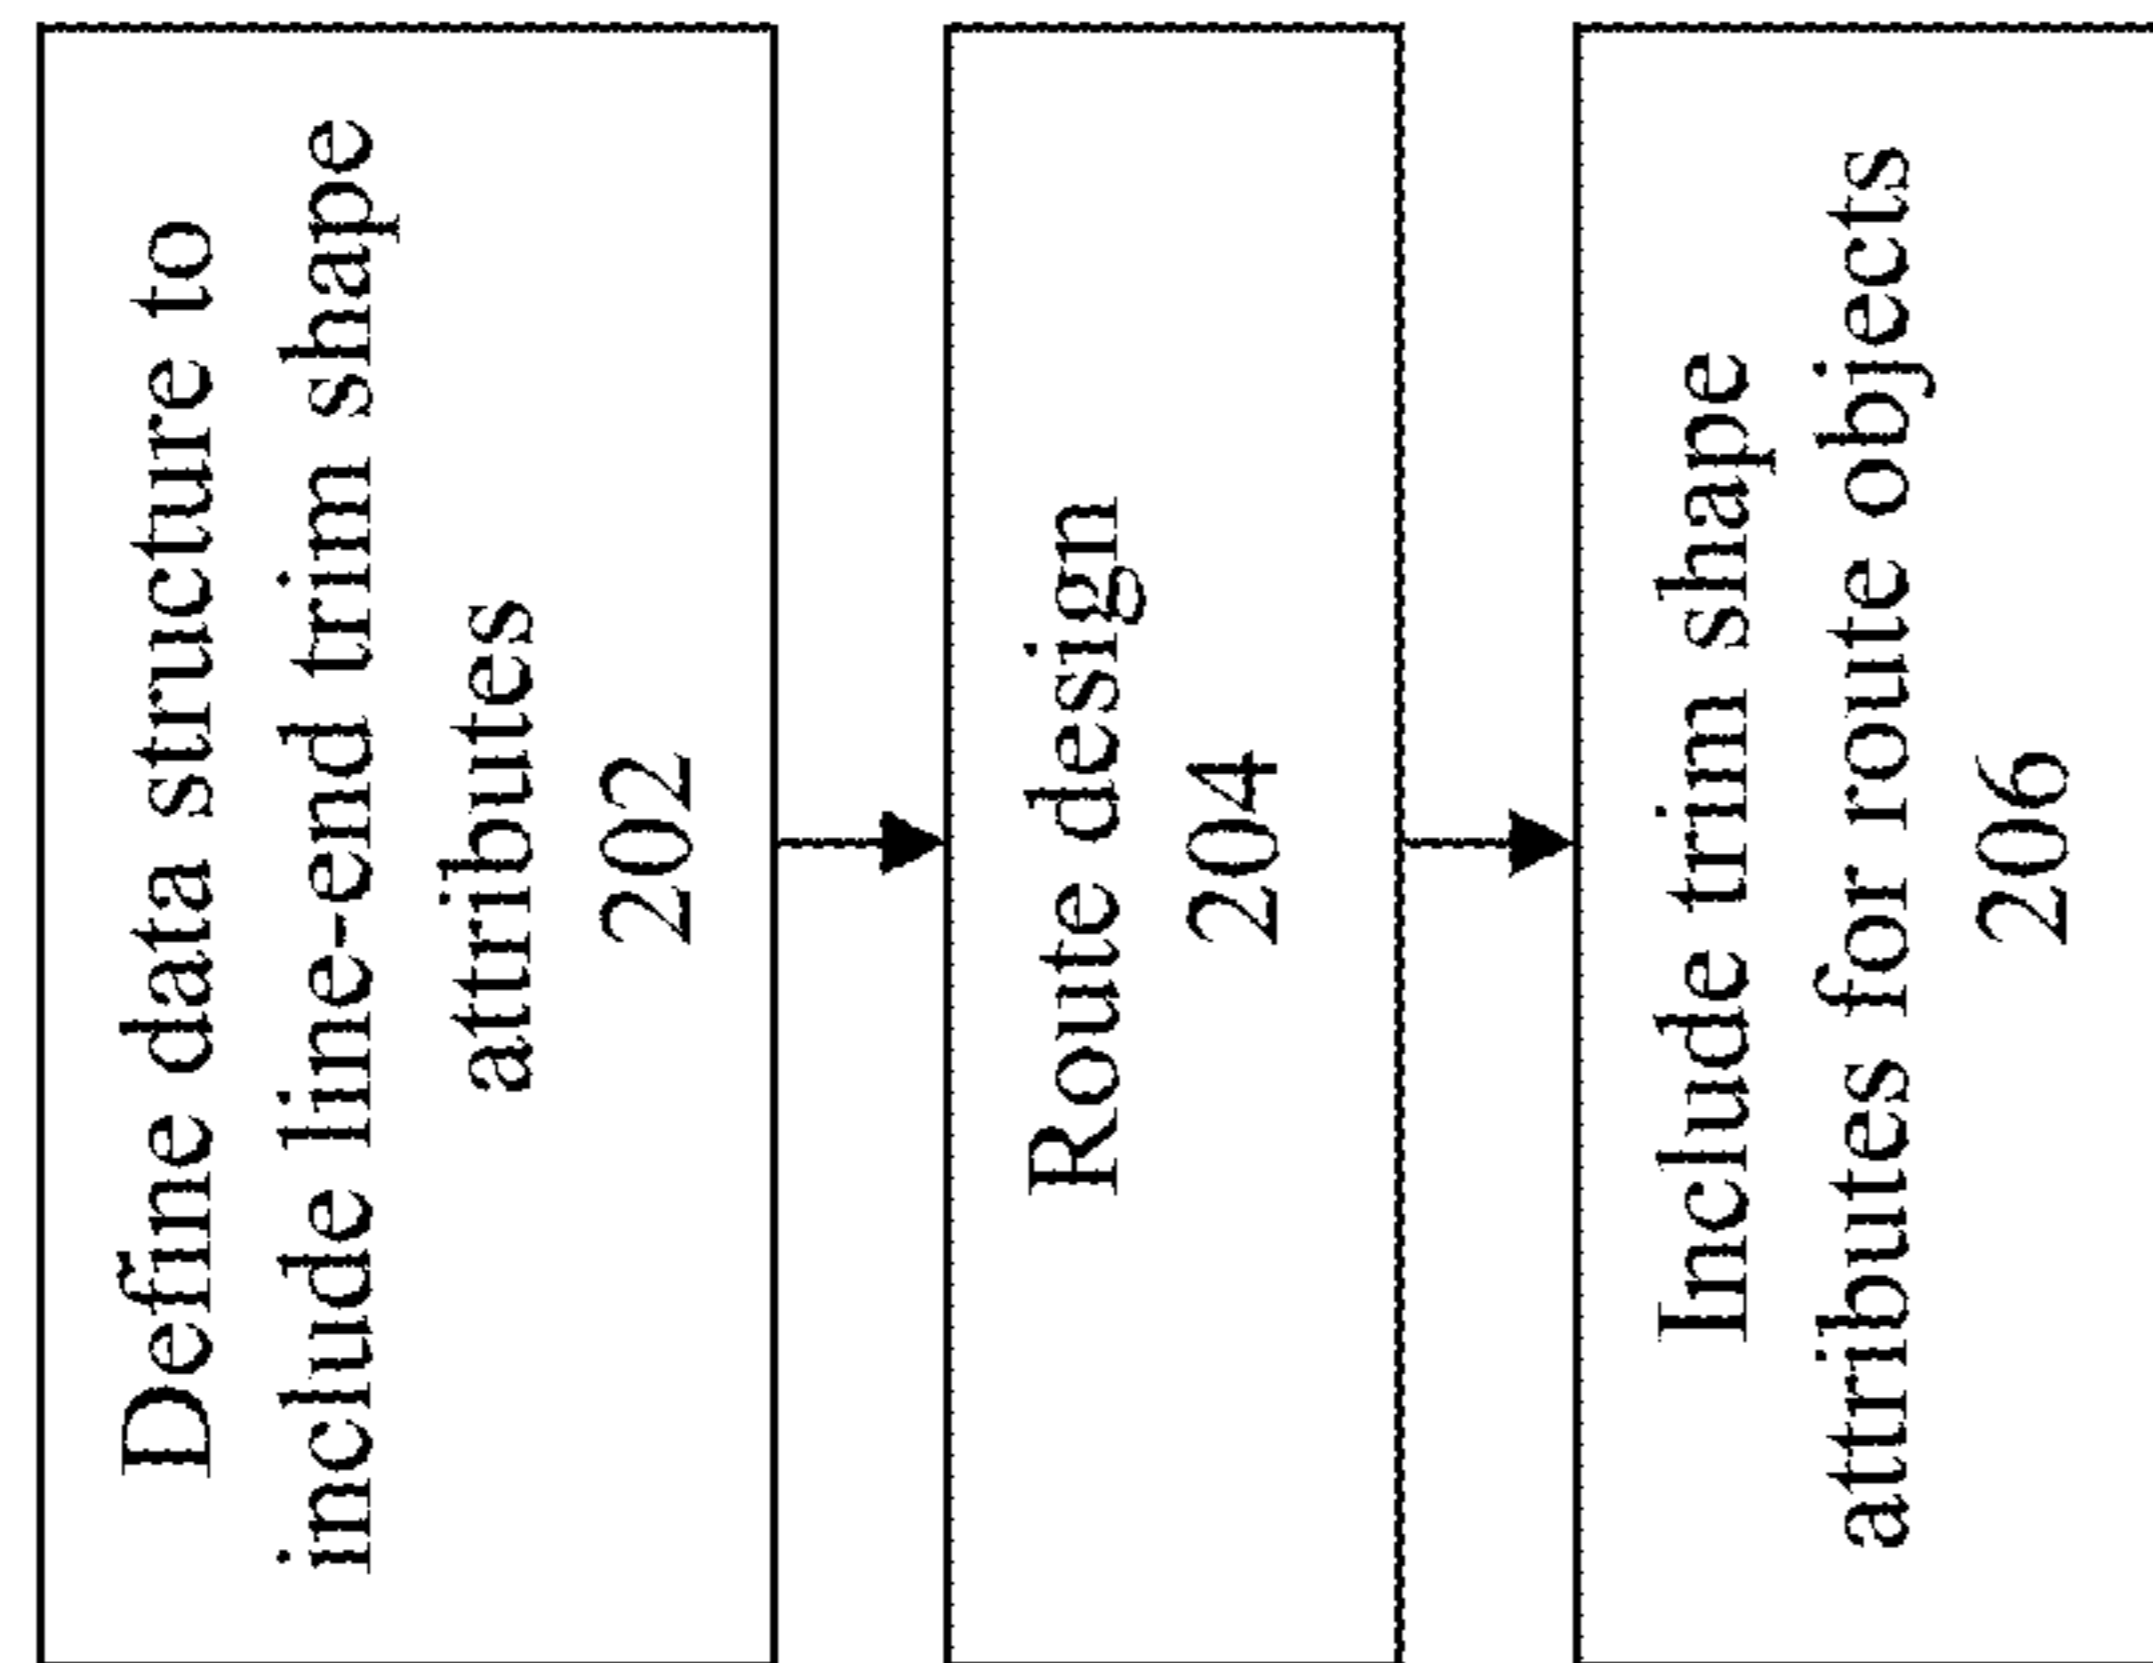 Define data structure to
include line-end trim shape
attributes
202
Route design
204
Include trim shape
attributes for route objects
206